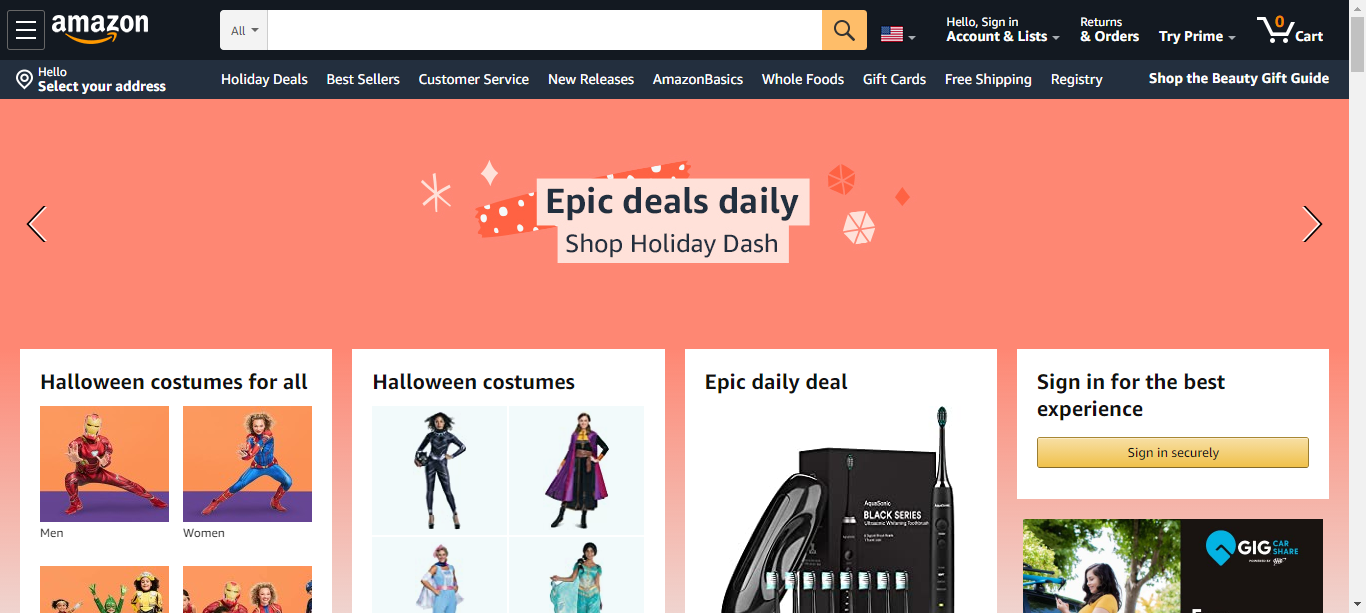 amazon
All
Hello, Sign in
Account & Lists
Returns
& Orders
Try Prime
0
Cart
Hello
Select your address
Holiday Deals
Best Sellers
Customer Service
New Releases
AmazonBasics
Whole Foods
Gift Cards
Free Shipping
Registry
Shop the Beauty Gift Guide
Epic deals daily
Shop Holiday Dash
Halloween costumes for all
Men
Women
Halloween costumes
Epic daily deal
AquaSonic
BLACK SERIES
Ultrasonic Whitening Toothbrush
Sign in for the best
experience
Sign in securely
GIG CAR
SHARE
POWERED BY